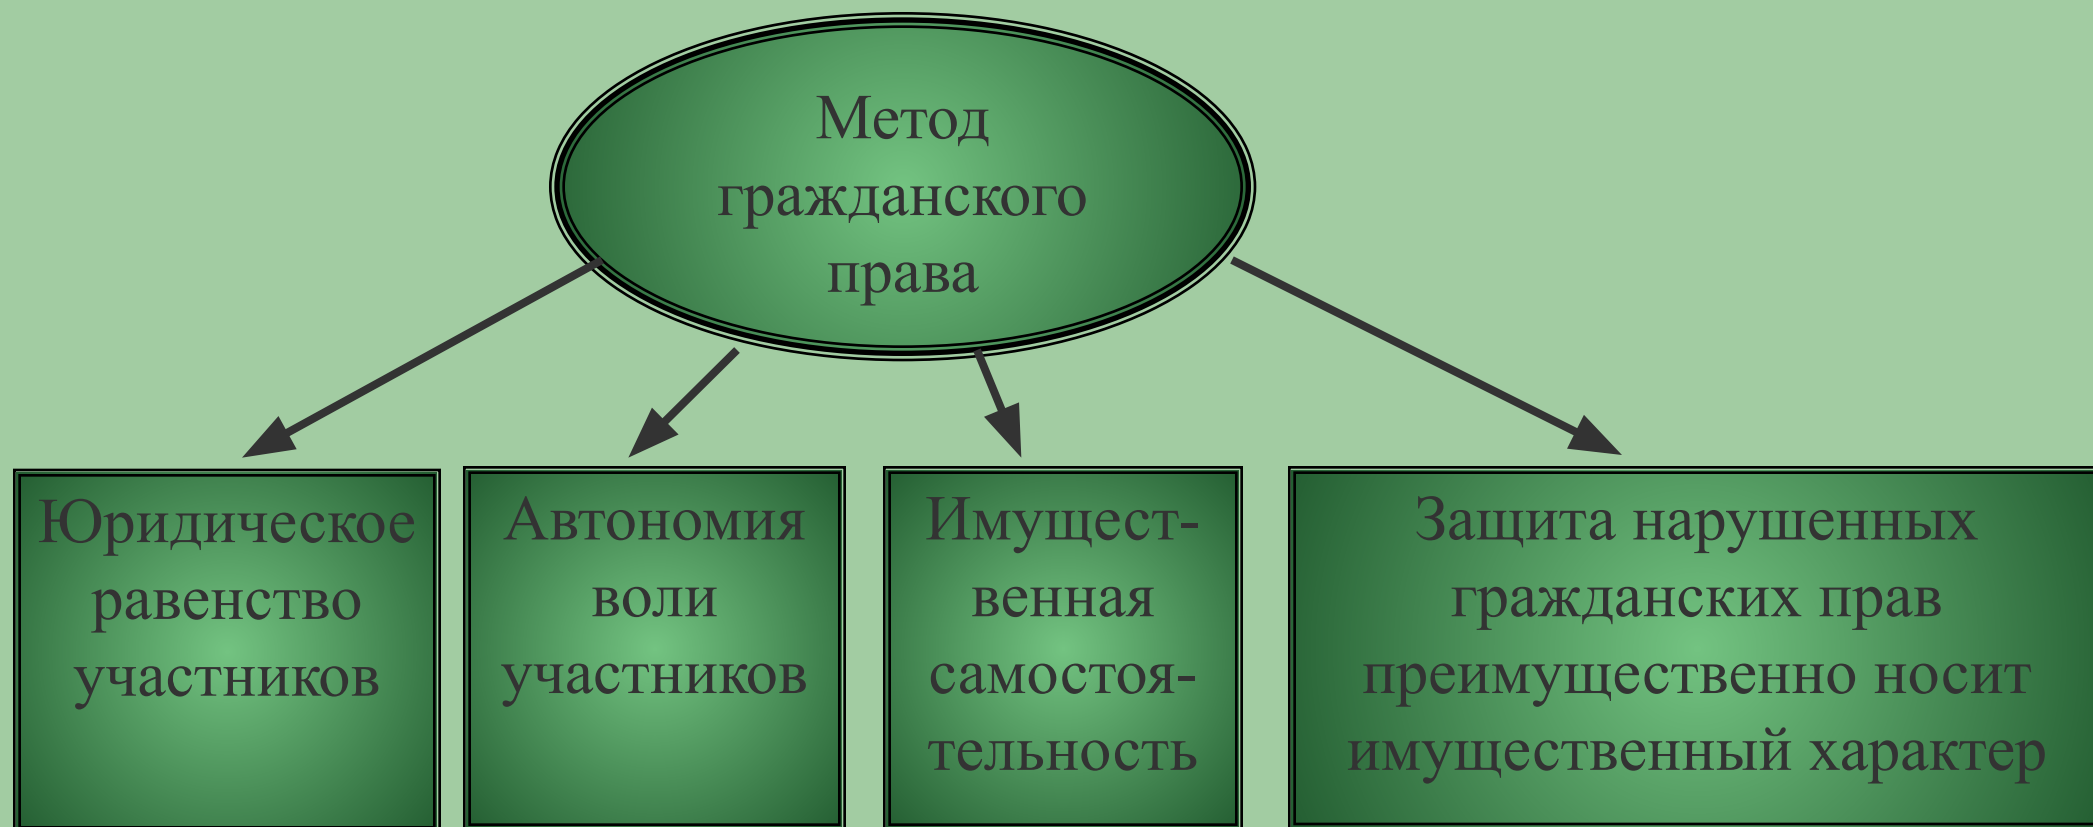 Метод
гражданского
права
Юридическое
равенство
участников
Автономия
воли
участников
Имущест-
венная
самостоя-
тельность
Защита нарушенных
гражданских прав
преимущественно носит
имущественный характер